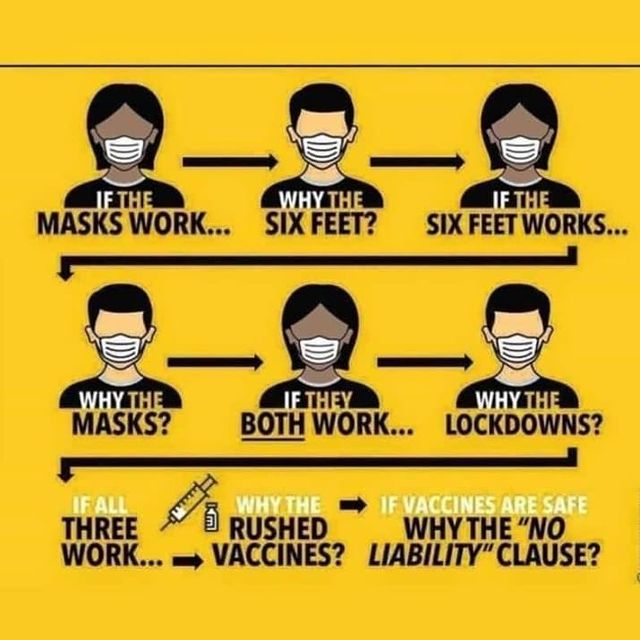 IF THE
MASKS WORK...
WHY THE
SIX FEET?
IF THE
SIX FEET WORKS...
WHY THE
MASKS?
IF THEY
BOTH WORK...
WHY THE
LOCKDOWNS?
IF ALL
THREE
WORK...
WHY THE
RUSHED
VACCINES?
IF VACCINES ARE SAFE
WHY THE "NO
LIABILITY" CLAUSE?